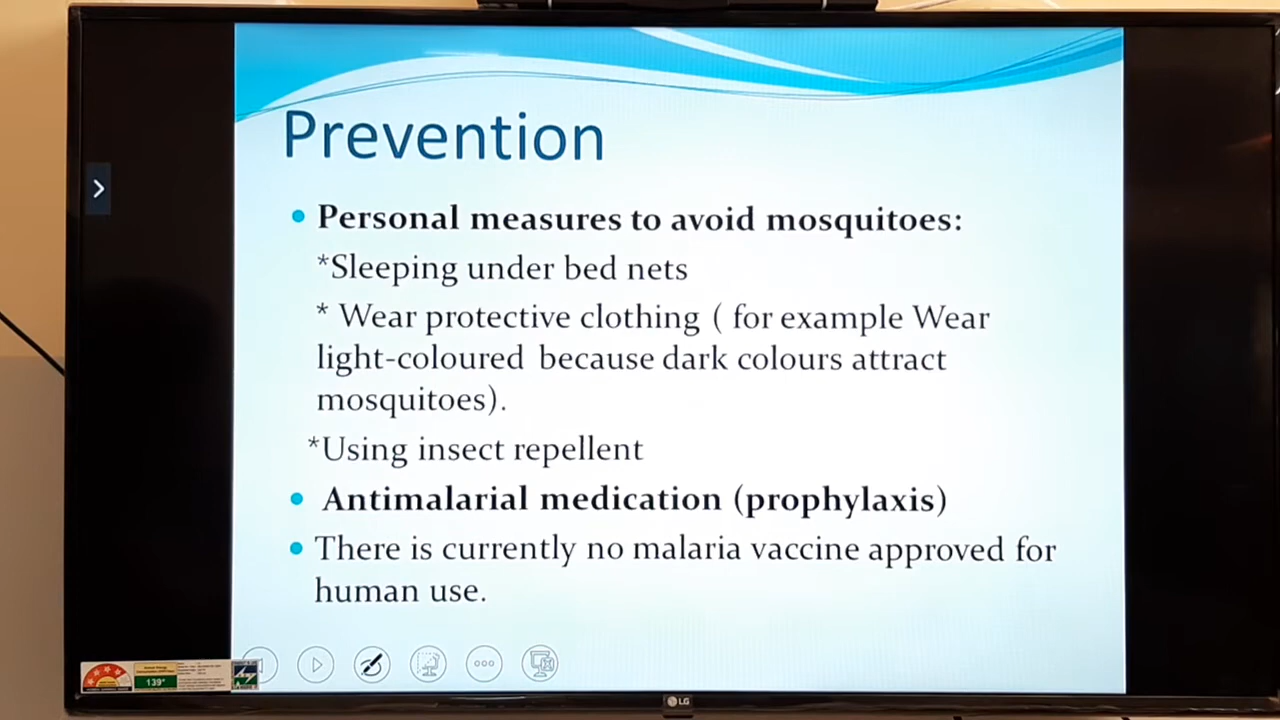 Prevention
• Personal measures to avoid mosquitoes:
*Sleeping under bed nets
* Wear protective clothing ( for example Wear
light-coloured because dark colours attract
mosquitoes).
*Using insect repellent
• Antimalarial medication (prophylaxis)
• There is currently no malaria vaccine approved for
human use.
139*
LG